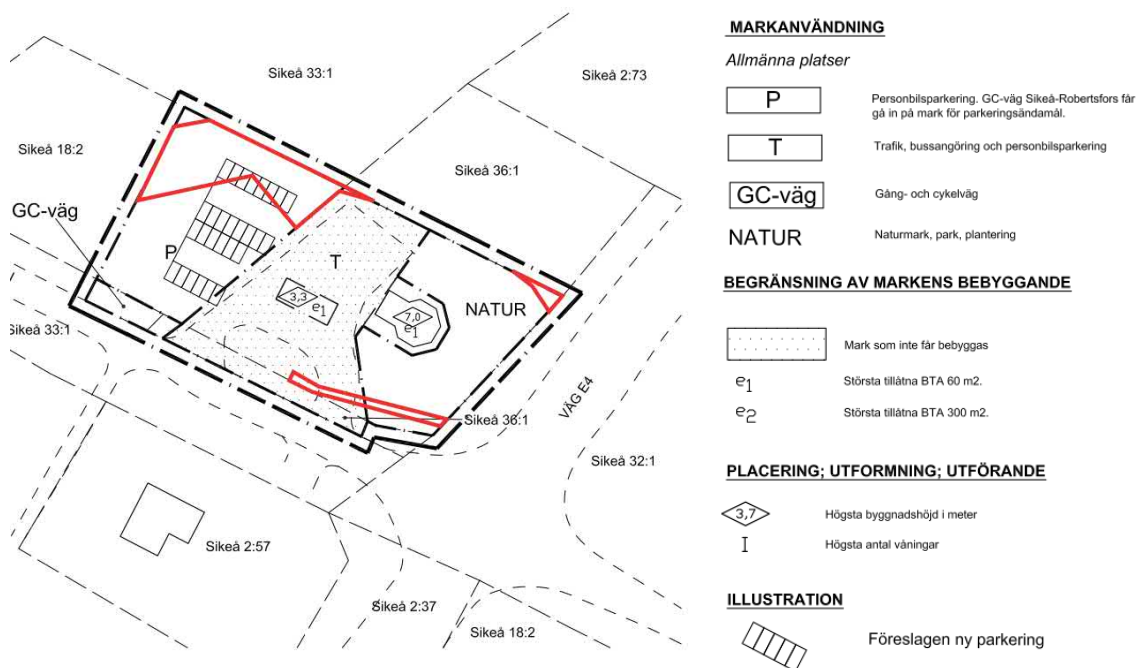 Sikeå 33:1
Sikeå 2:73
Sikeå 18:2
Sikeå 36:1
GC-väg
P
T
3,3
e1
7,0
e1
NATUR
Sikeå 33:1
Sikeå 36:1
VÄG E4
Sikeå 32:1
Sikeå 2:57
Sikeå 2:37
Sikeå 18:2
MARKANVÄNDNING
Allmänna platser
P
Personbilsparkering. GC-väg Sikeå-Robertsfors får
gå in på mark för parkeringsändamål.
T
Trafik, bussangöring och personbilsparkering
GC-väg
Gång- och cykelväg
NATUR
Naturmark, park, plantering
BEGRÄNSNING AV MARKENS BEBYGGANDE
Mark som inte får bebyggas
e1
Största tillåtna BTA 60 m2.
e2
Största tillåtna BTA 300 m2.
PLACERING; UTFORMNING; UTFÖRANDE
3,7
Högsta byggnadshöjd i meter
I
Högsta antal våningar
ILLUSTRATION
Föreslagen ny parkering